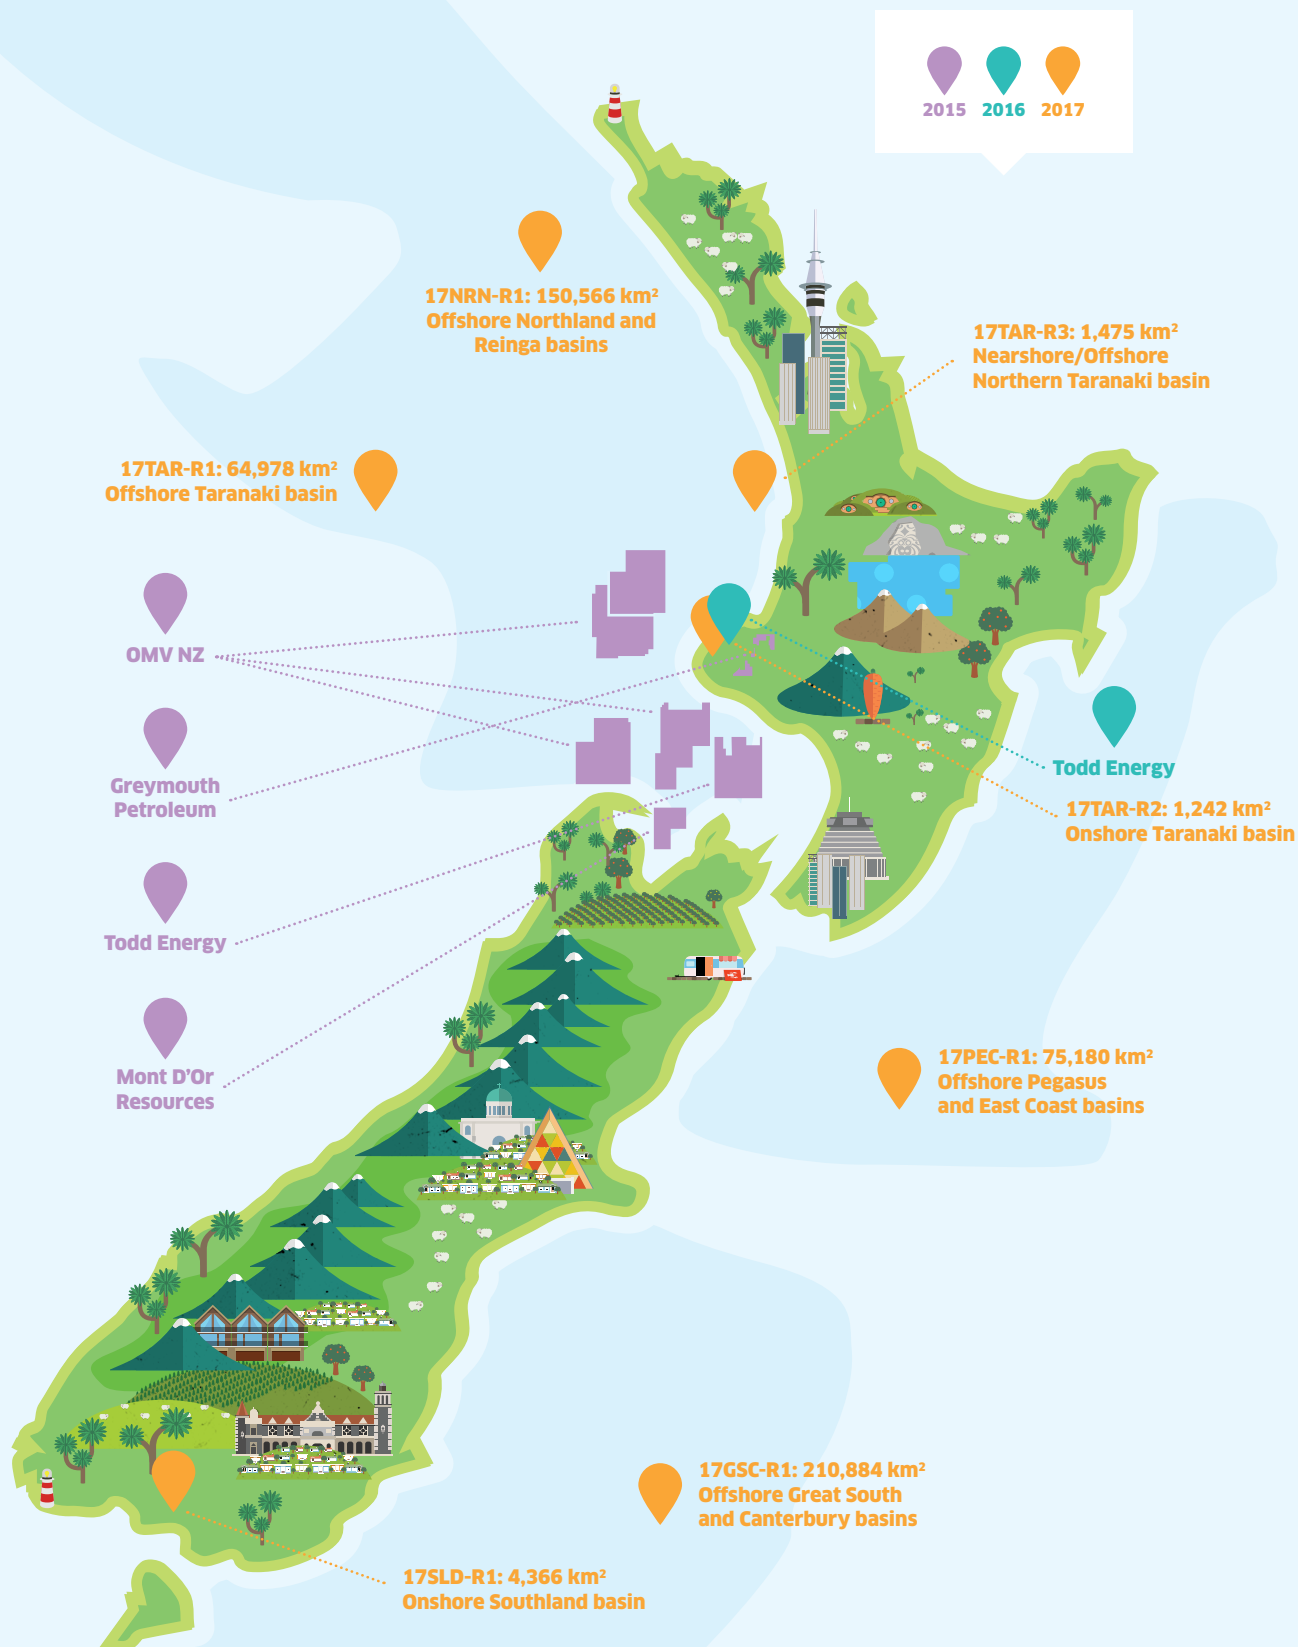 2015 2016 2017
17NRN-R1: 150,566 km²
Offshore Northland and
Reinga basins
17TAR-R3: 1,475 km²
Nearshore/Offshore
Northern Taranaki basin
17TAR-R1: 64,978 km²
Offshore Taranaki basin
OMV NZ
Greymouth
Petroleum
Todd Energy
17TAR-R2: 1,242 km²
Onshore Taranaki basin
Todd Energy
Mont D’Or
Resources
17PEC-R1: 75,180 km²
Offshore Pegasus
and East Coast basins
17GSC-R1: 210,884 km²
Offshore Great South
and Canterbury basins
17SLD-R1: 4,366 km²
Onshore Southland basin